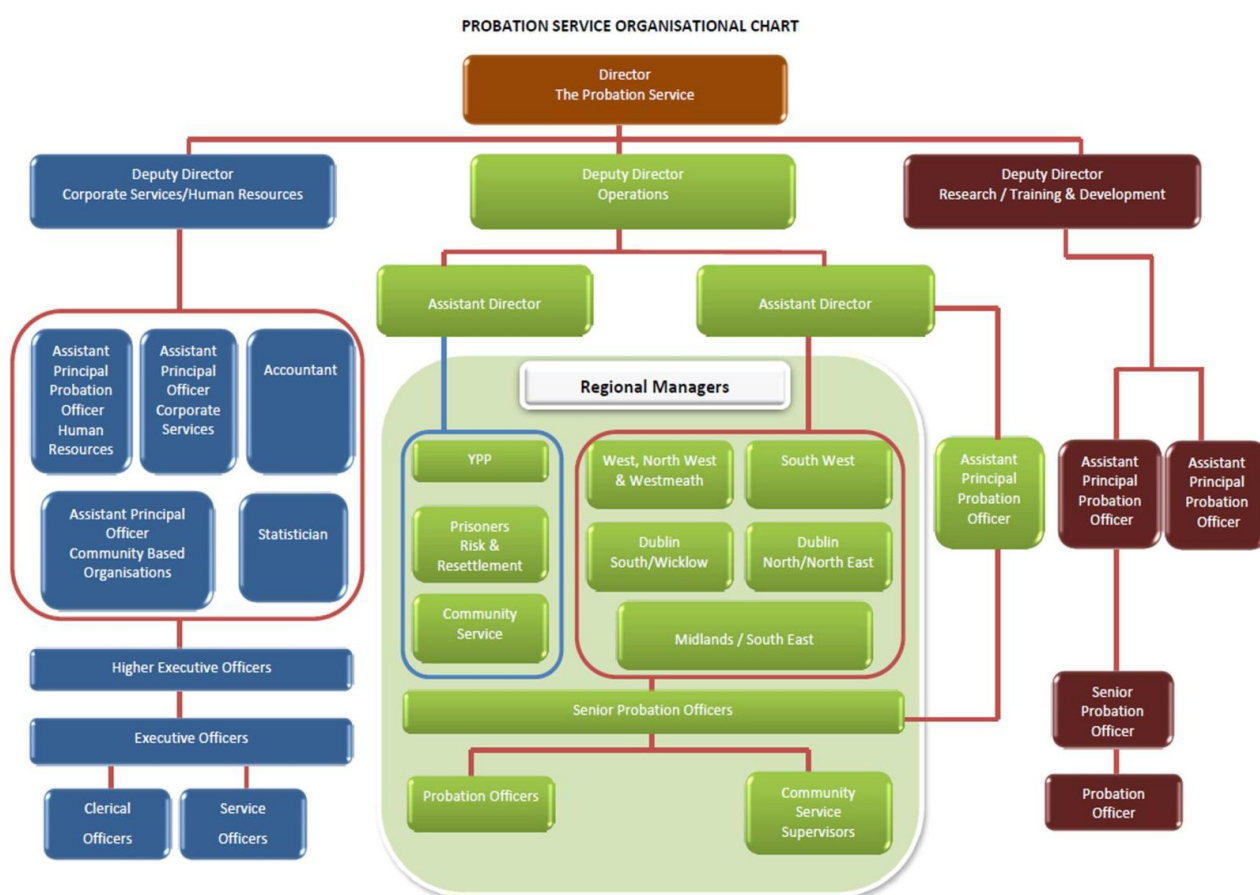 PROBATION SERVICE ORGANISATIONAL CHART
Director
The Probation Service
Deputy Director
Corporate Services/Human Resources
Deputy Director
Operations
Deputy Director
Research / Training & Development
Assistant Director
Assistant Director
Assistant
Principal
Probation
Officer
Human
Resources
Assistant
Principal
Officer
Corporate
Services
Accountant
Assistant Principal
Officer
Community Based
Organisations
Statistician
Higher Executive Officers
Executive Officers
Clerical
Officers
Service
Officers
Regional Managers
YPP
Prisoners
Risk &
Resettlement
Community
Service
West, North West
& Westmeath
South West
Dublin
South/Wicklow
Dublin
North/North East
Midlands / South East
Senior Probation Officers
Probation Officers
Community
Service
Supervisors
Assistant
Principal
Probation
Officer
Assistant
Principal
Probation
Officer
Assistant
Principal
Probation
Officer
Senior
Probation
Officer
Probation
Officer